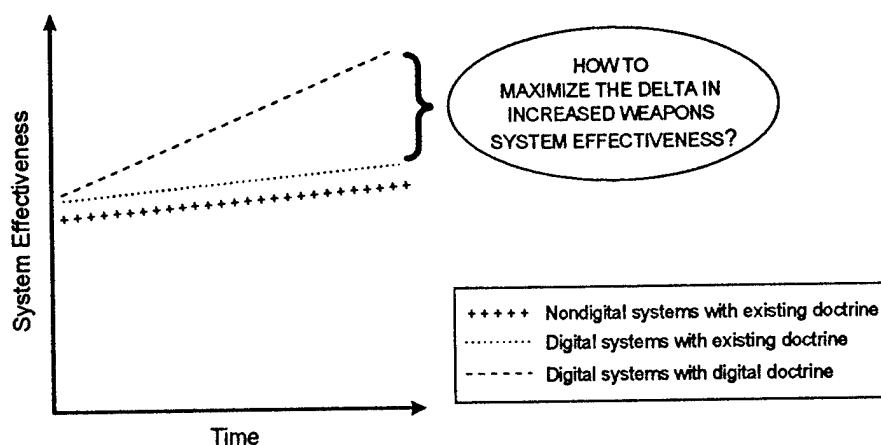 HOW TO
MAXIMIZE THE DELTA IN
INCREASED WEAPONS
SYSTEM EFFECTIVENESS?
System Effectiveness
Nondigital systems with existing doctrine
Digital systems with existing doctrine
Digital systems with digital doctrine
Time